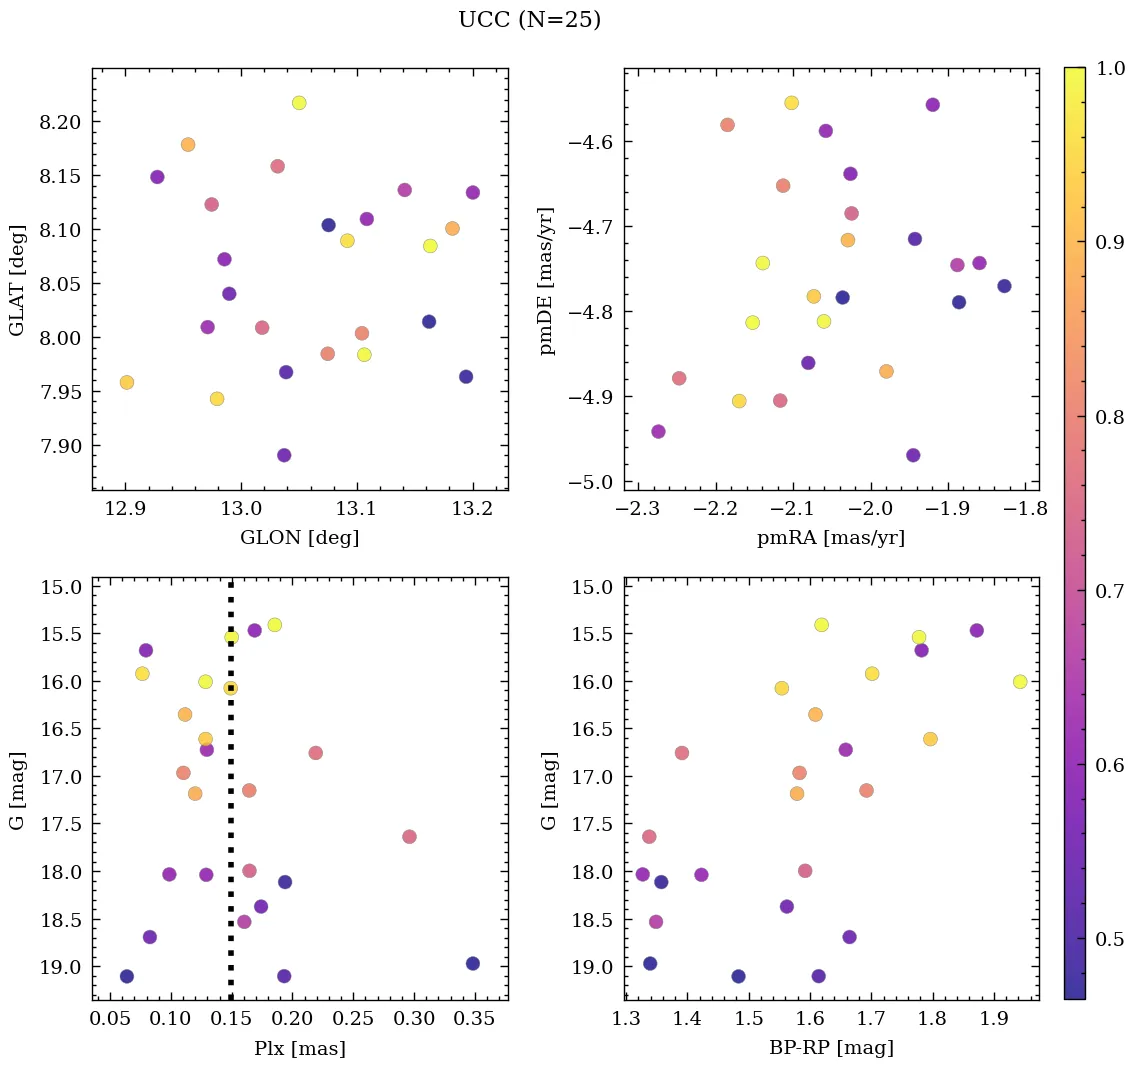 UCC (N=25)
8.20
8.15
8.10
8.05
8.00
7.95
7.90
GLAT [deg]
12.9 13.0 13.1 13.2
GLON [deg]
−4.6
−4.7
−4.8
−4.9
−5.0
pmDE [mas/yr]
−2.3 −2.2 −2.1 −2.0 −1.9 −1.8
pmRA [mas/yr]
15.0
15.5
16.0
16.5
17.0
17.5
18.0
18.5
19.0
G [mag]
0.05 0.10 0.15 0.20 0.25 0.30 0.35
Plx [mas]
15.0
15.5
16.0
16.5
17.0
17.5
18.0
18.5
19.0
G [mag]
1.3 1.4 1.5 1.6 1.7 1.8 1.9
BP-RP [mag]
1.0
0.9
0.8
0.7
0.6
0.5